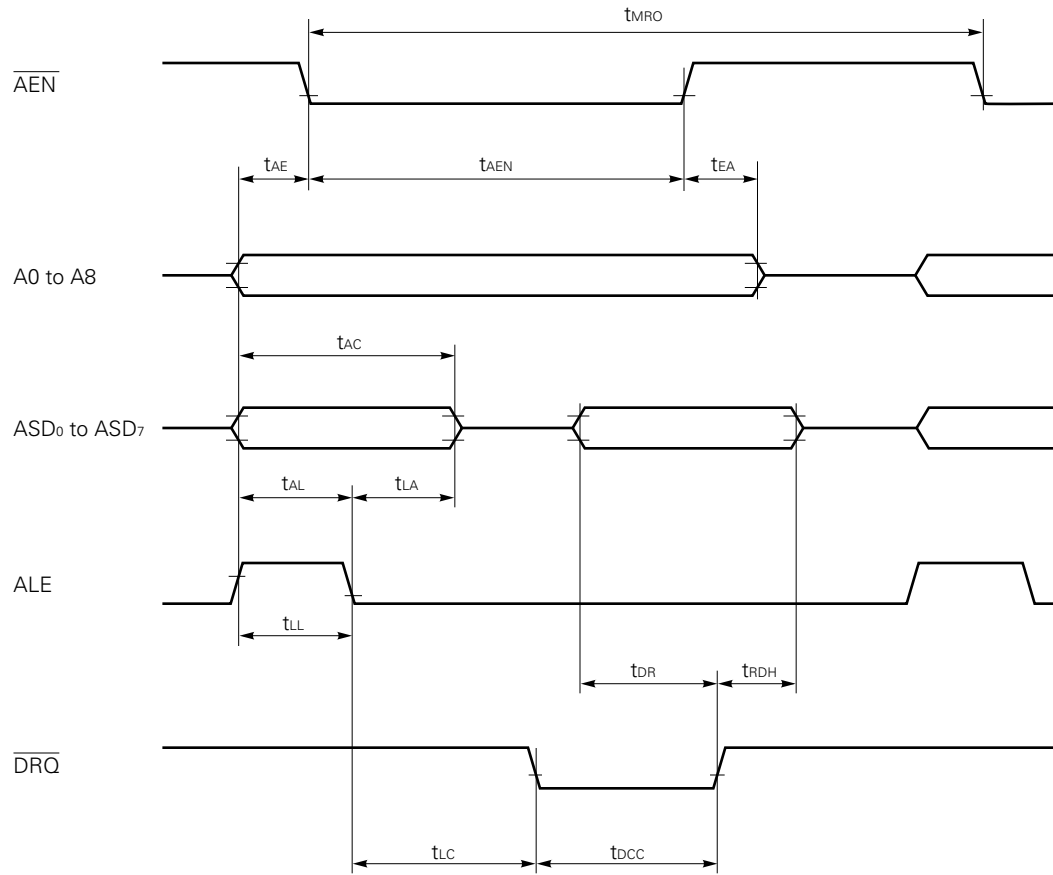 tMRO
AEN
tAE tAEN tEA
A0 to A8
tAC
ASD0 to ASD7
tAL tLA
ALE
tLL
tDR tRDH
DRQ
tLC tDCC